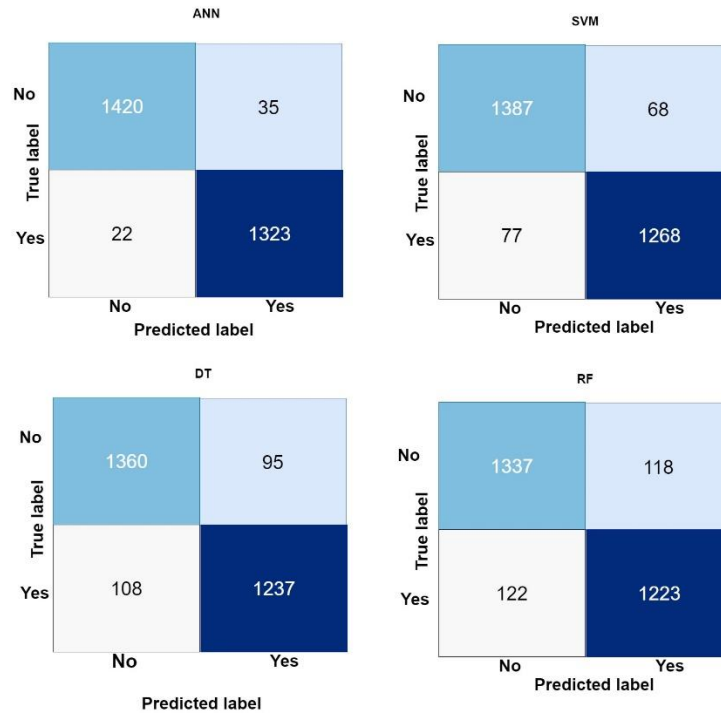 ANN
No
1420 35
True label
Yes
22 1323
No Yes
Predicted label
SVM
No
1387 68
True label
Yes
77 1268
No Yes
Predicted label
DT
No
1360 95
True label
Yes
108 1237
No Yes
Predicted label
RF
No
1337 118
True label
Yes
122 1223
No Yes
Predicted label